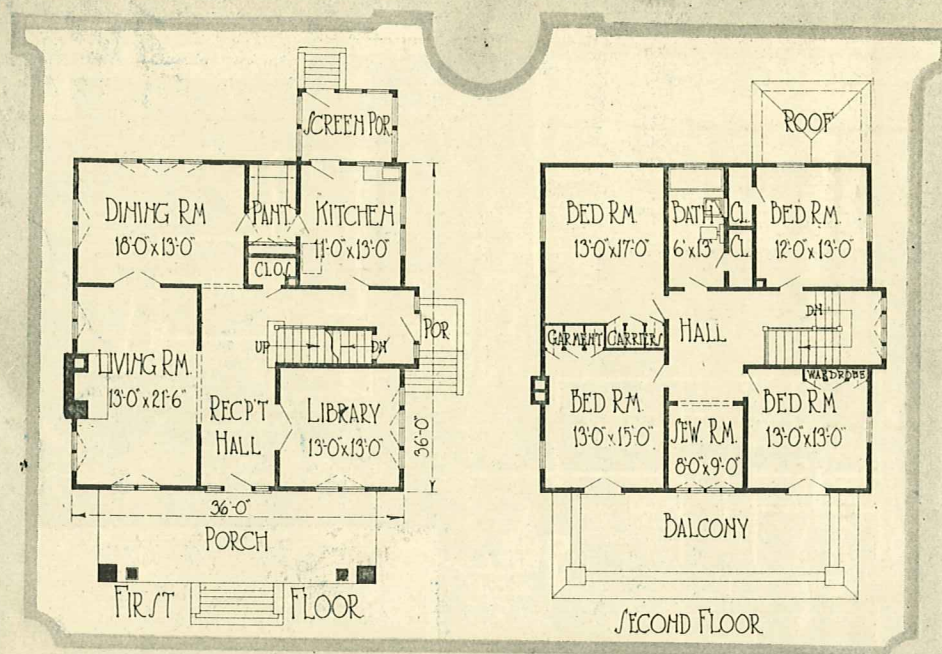 SCREEN POR.
DINING RM
18'-0" x 13'-0"
PANT.
KITCHEN
11'-0" x 13'-0"
CLOS
UP
DN
POR
LIVING RM.
13'-0" x 21'-6"
RECP'T
HALL
LIBRARY
13'-0" x 13'-0"
36'-0"
36'-0"
PORCH
FIRST FLOOR
ROOF
BED RM.
13'-0" x 17'-0"
BATH
6' x 13'
CL.
CL
BED RM.
12'-0" x 13'-0"
GARMENT CARRIERS
HALL
DN
WARDROBE
BED RM.
13'-0" x 15'-0"
SEW. RM.
8'-0" x 9'-0"
BED RM
13'-0" x 13'-0"
BALCONY
SECOND FLOOR